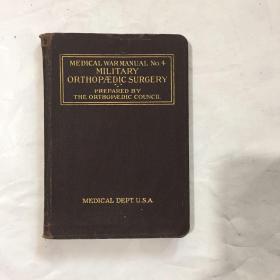 MEDICAL WAR MANUAL No. 4
MILITARY
ORTHOPÆDIC SURGERY
PREPARED BY
THE ORTHOPÆDIC COUNCIL
MEDICAL DEPT. U.S.A.